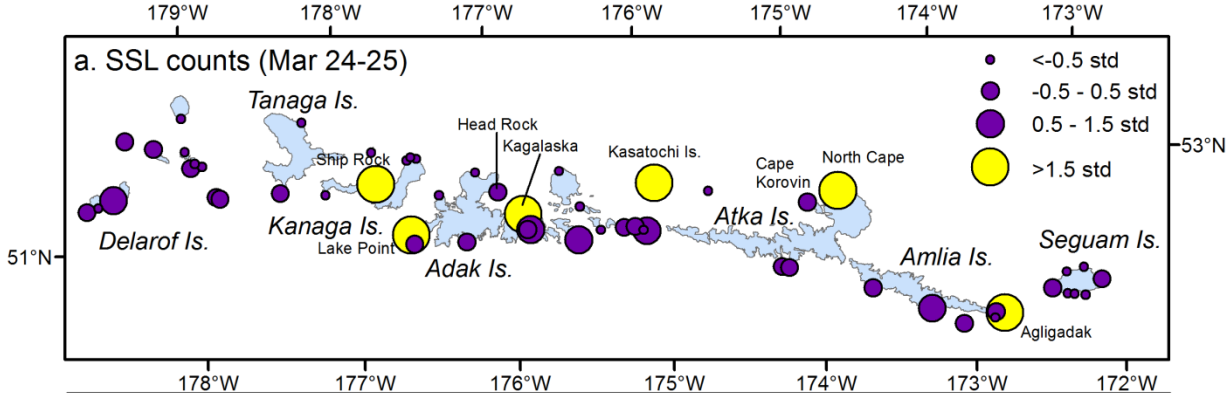 179°W 178°W 177°W 176°W 175°W 174°W 173°W
a. SSL counts (Mar 24-25)
<-0.5 std
-0.5 - 0.5 std
0.5 - 1.5 std
>1.5 std
Tanaga Is.
Head Rock
Kagalaska
Ship Rock
Kasatochi Is.
Cape
Korovin
North Cape
53°N
Delarof Is.
Kanaga Is.
Lake Point
Adak Is.
Atka Is.
Amlia Is.
Seguam Is.
51°N
Agligadak
178°W 177°W 176°W 175°W 174°W 173°W 172°W